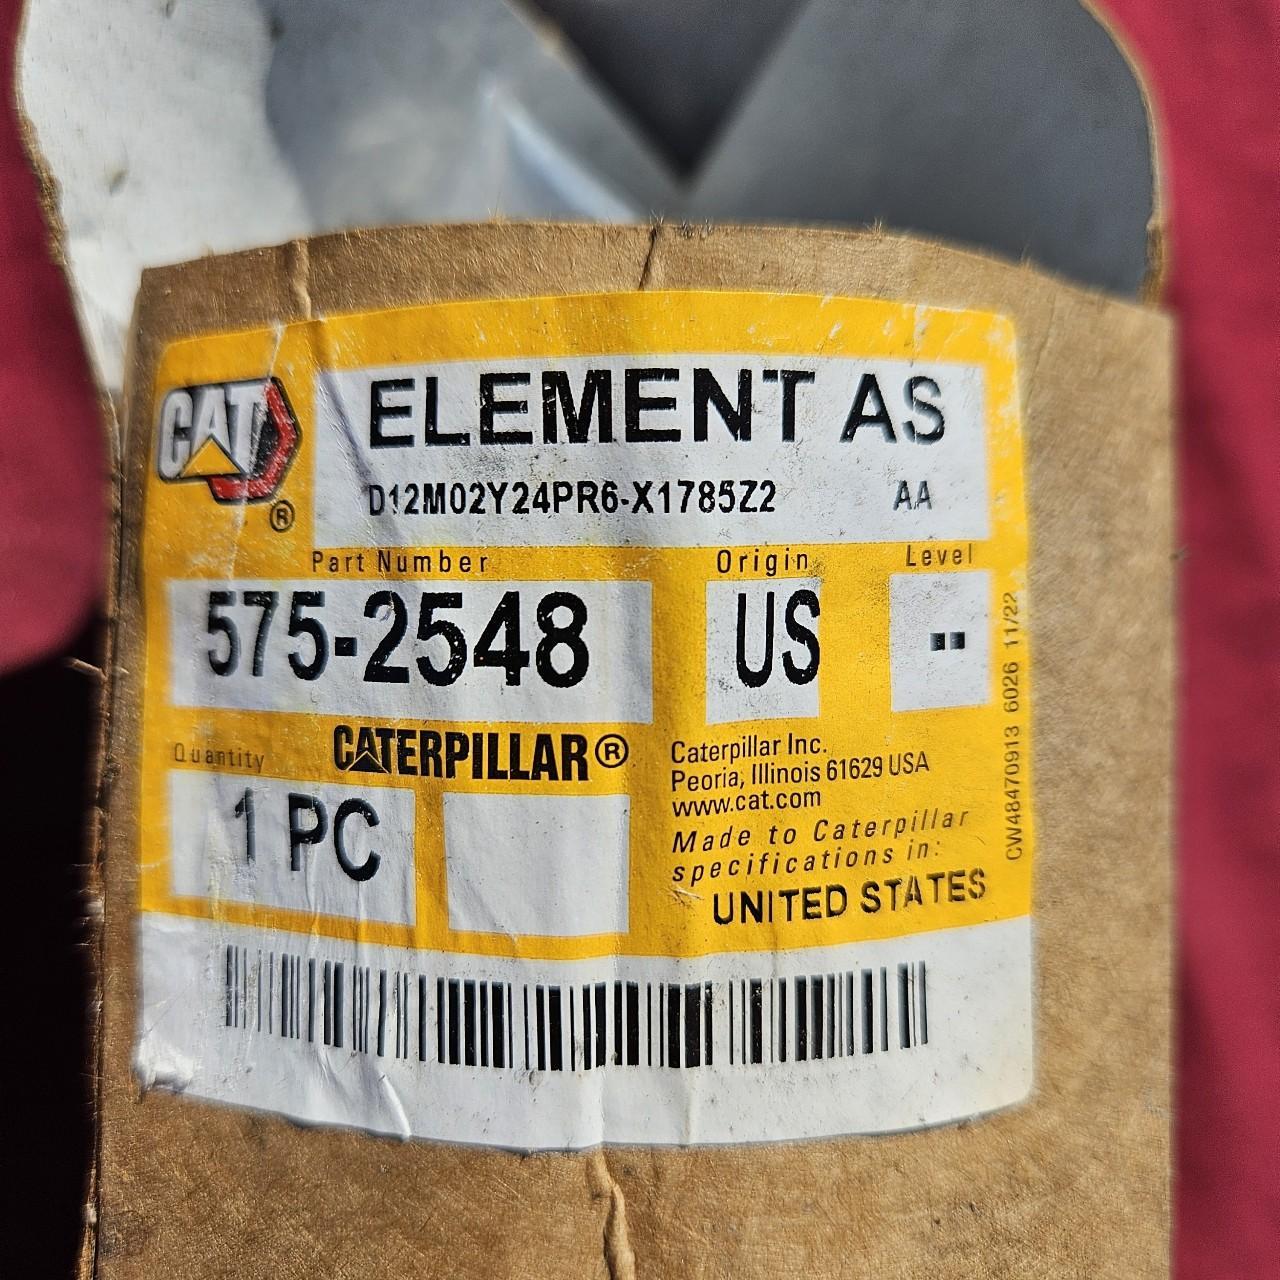 CAT
®
ELEMENT AS
D12M02Y24PR6-X1785Z2 AA
Part Number
Origin
Level
575-2548
US
--
Quantity
CATERPILLAR®
1 PC
Caterpillar Inc.
Peoria, Illinois 61629 USA
www.cat.com
Made to Caterpillar
specifications in:
UNITED STATES
CW48470913 6026 11/22